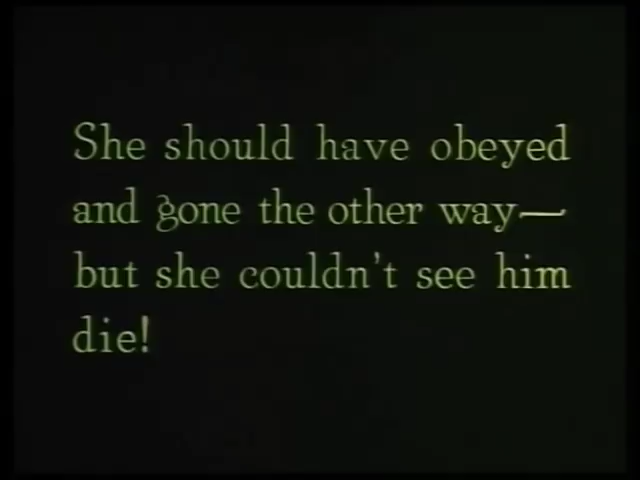 She should have obeyed
and gone the other way—
but she couldn't see him
die!